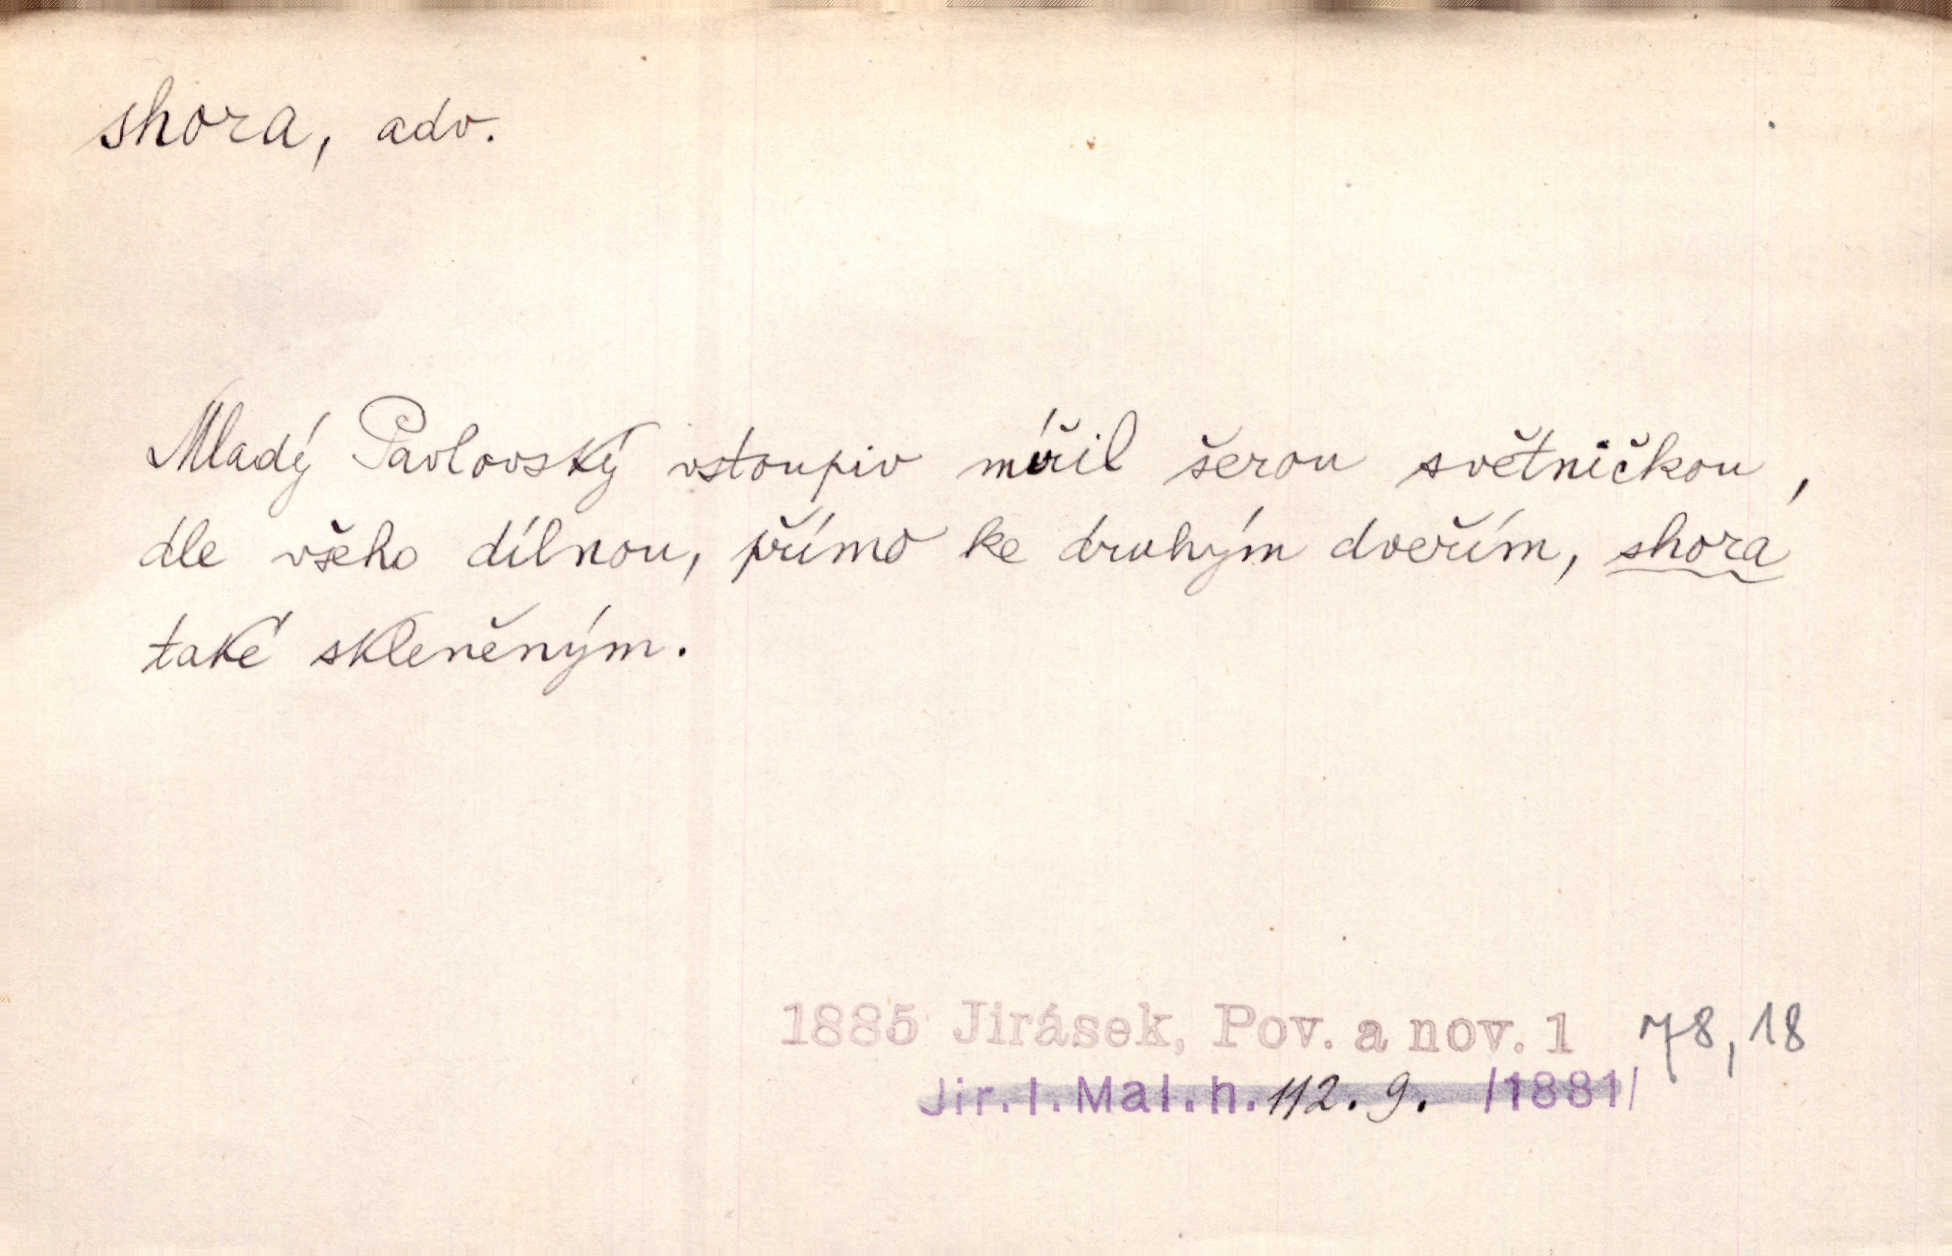 shora, adv.
Mladý Pavlovský vstoupiv mířil šerou světničkou,
dle všeho dílnou, přímo ke druhým dveřím, shora
také skleněným.
1885 Jirásek, Pov. a nov. 1 78,18
Jir. I. Mal. h. 112. 9. /1881/